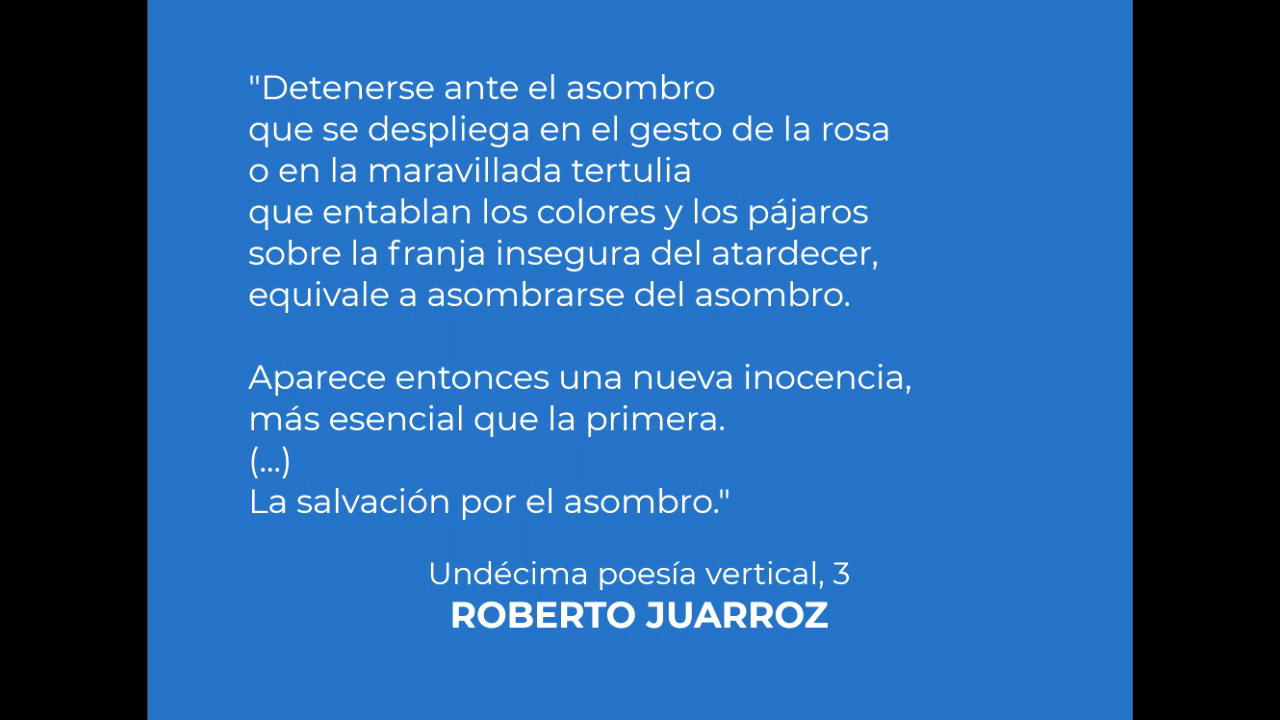 "Detenerse ante el asombro
que se despliega en el gesto de la rosa
o en la maravillada tertulia
que entablan los colores y los pájaros
sobre la franja insegura del atardecer,
equivale a asombrarse del asombro.
Aparece entonces una nueva inocencia,
más esencial que la primera.
(...)
La salvación por el asombro."
Undécima poesía vertical, 3
ROBERTO JUARROZ